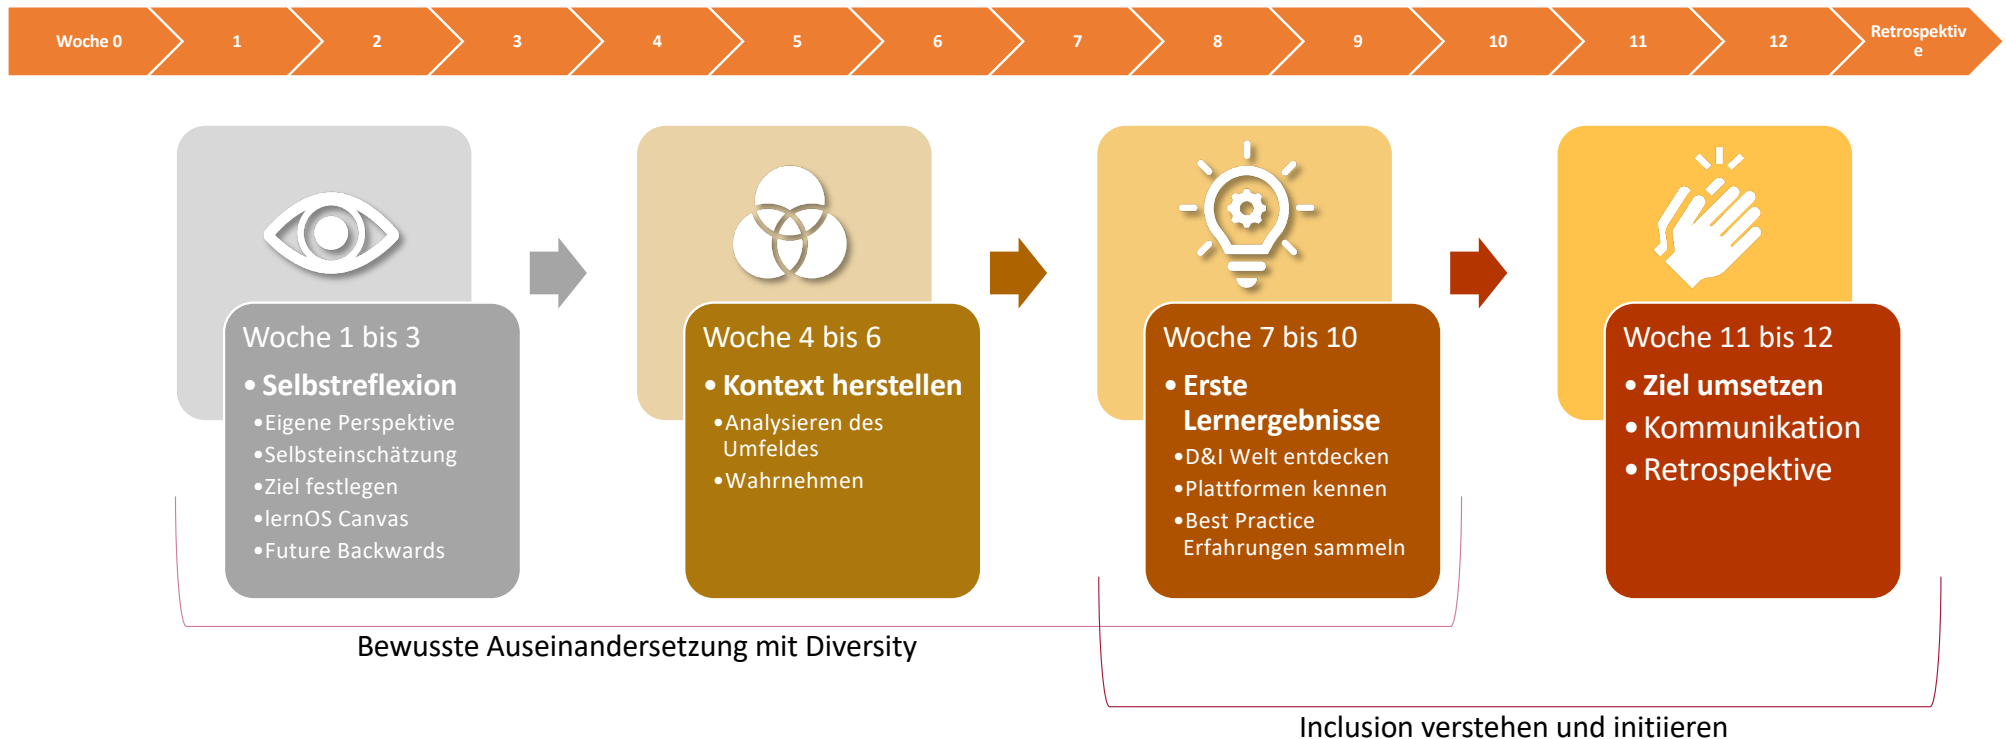 Woche 0
1
2
3
4
5
6
7
8
9
10
11
12
Retrospektiv
e
Woche 1 bis 3
• Selbstreflexion
• Eigene Perspektive
• Selbsteinschätzung
• Ziel festlegen
• lernOS Canvas
• Future Backwards
Woche 4 bis 6
• Kontext herstellen
• Analysieren des
Umfeldes
• Wahrnehmen
Woche 7 bis 10
• Erste
Lernergebnisse
• D&I Welt entdecken
• Plattformen kennen
• Best Practice
Erfahrungen sammeln
Woche 11 bis 12
• Ziel umsetzen
• Kommunikation
• Retrospektive
Bewusste Auseinandersetzung mit Diversity
Inclusion verstehen und initiieren